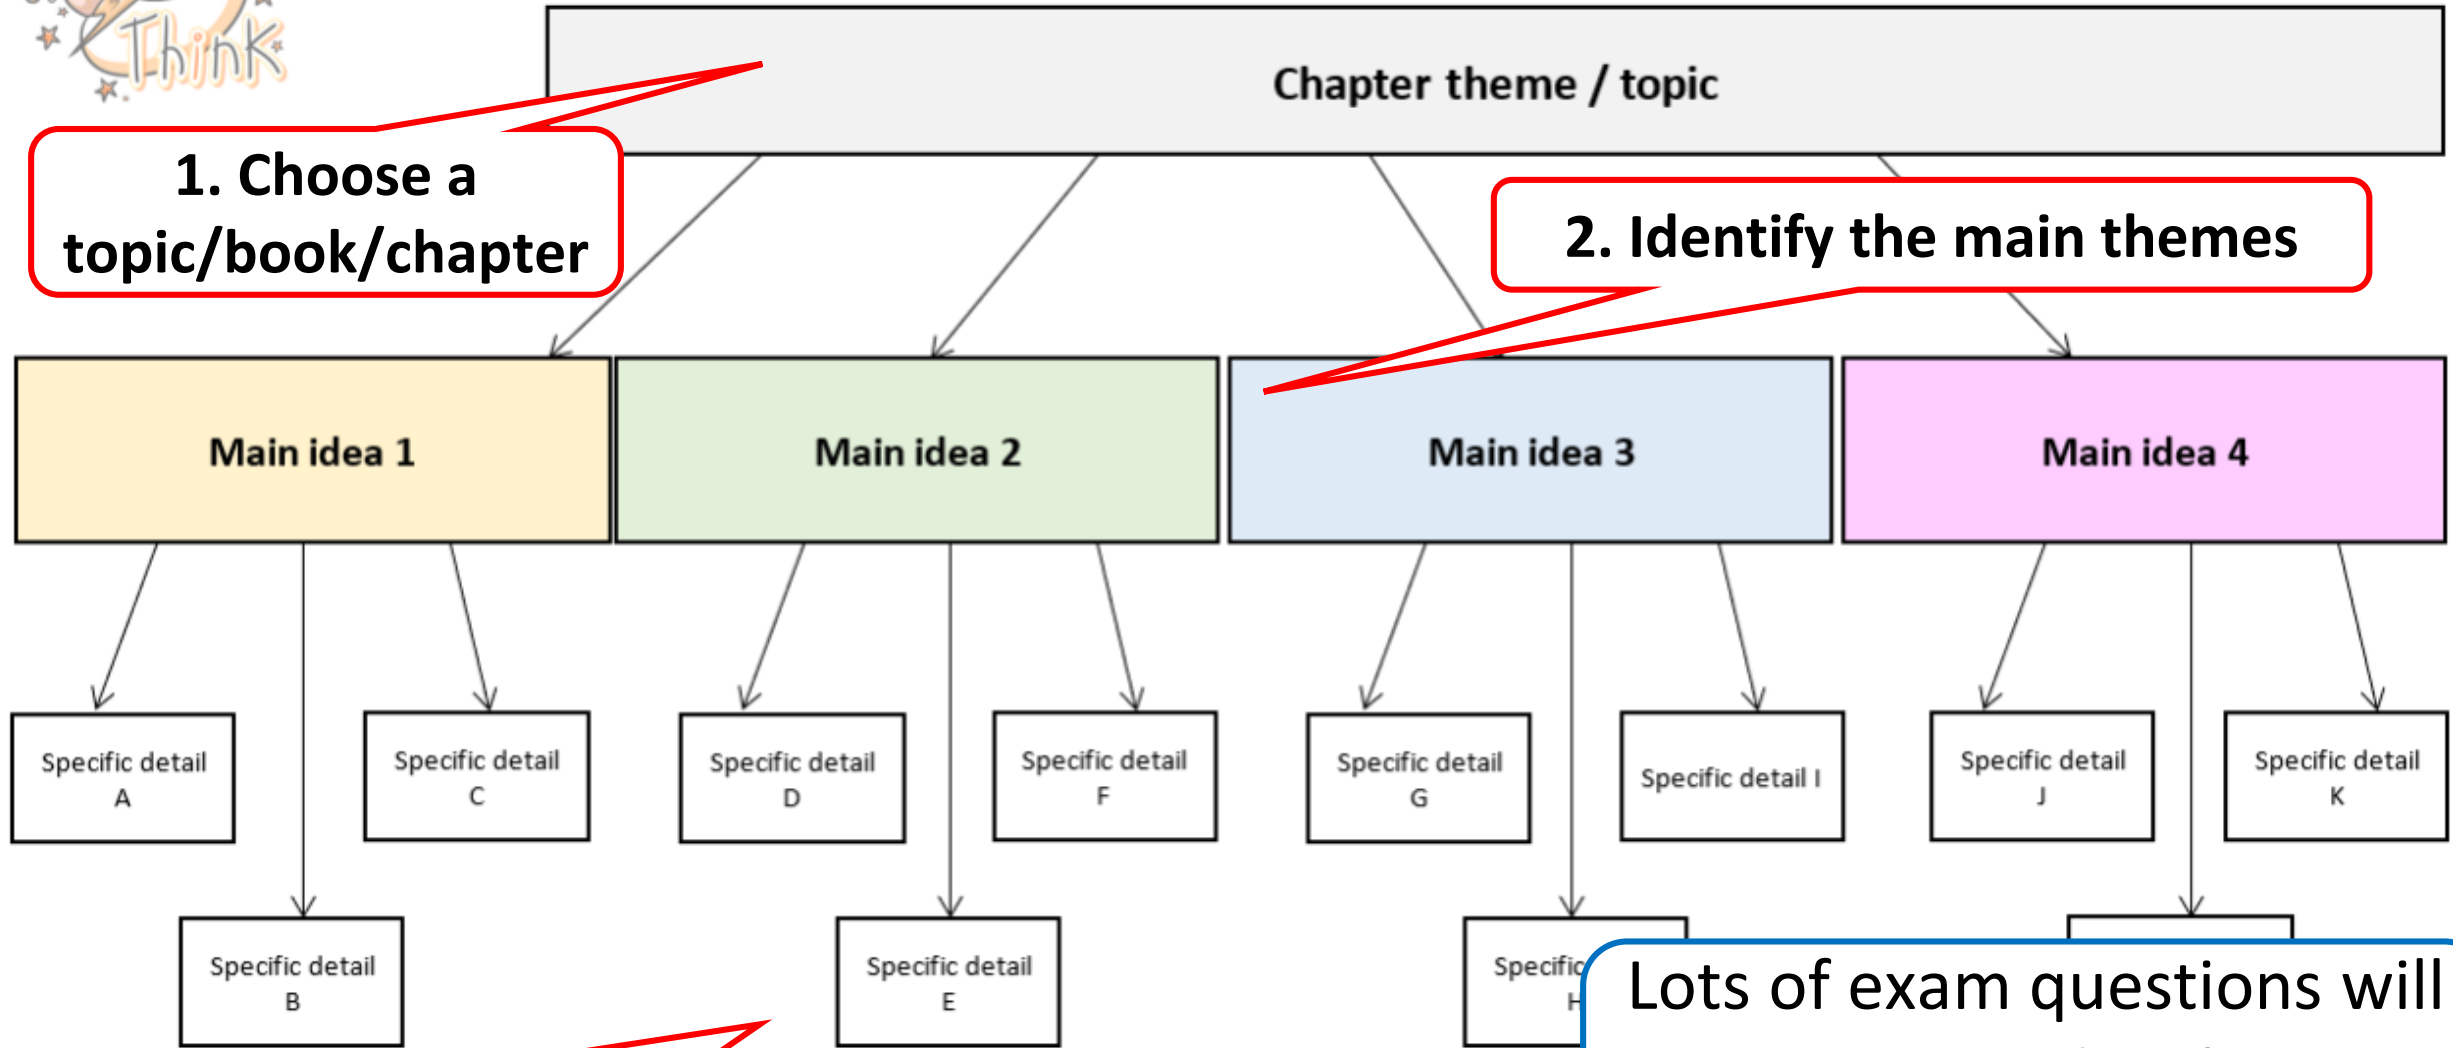 Think
Chapter theme / topic
1. Choose a
topic/book/chapter
2. Identify the main themes
Main idea 1
Main idea 2
Main idea 3
Main idea 4
Specific detail
A
Specific detail
C
Specific detail
D
Specific detail
F
Specific detail
G
Specific detail I
Specific detail
J
Specific detail
K
Specific detail
B
Specific detail
E
Specific
H
Lots of exam questions will